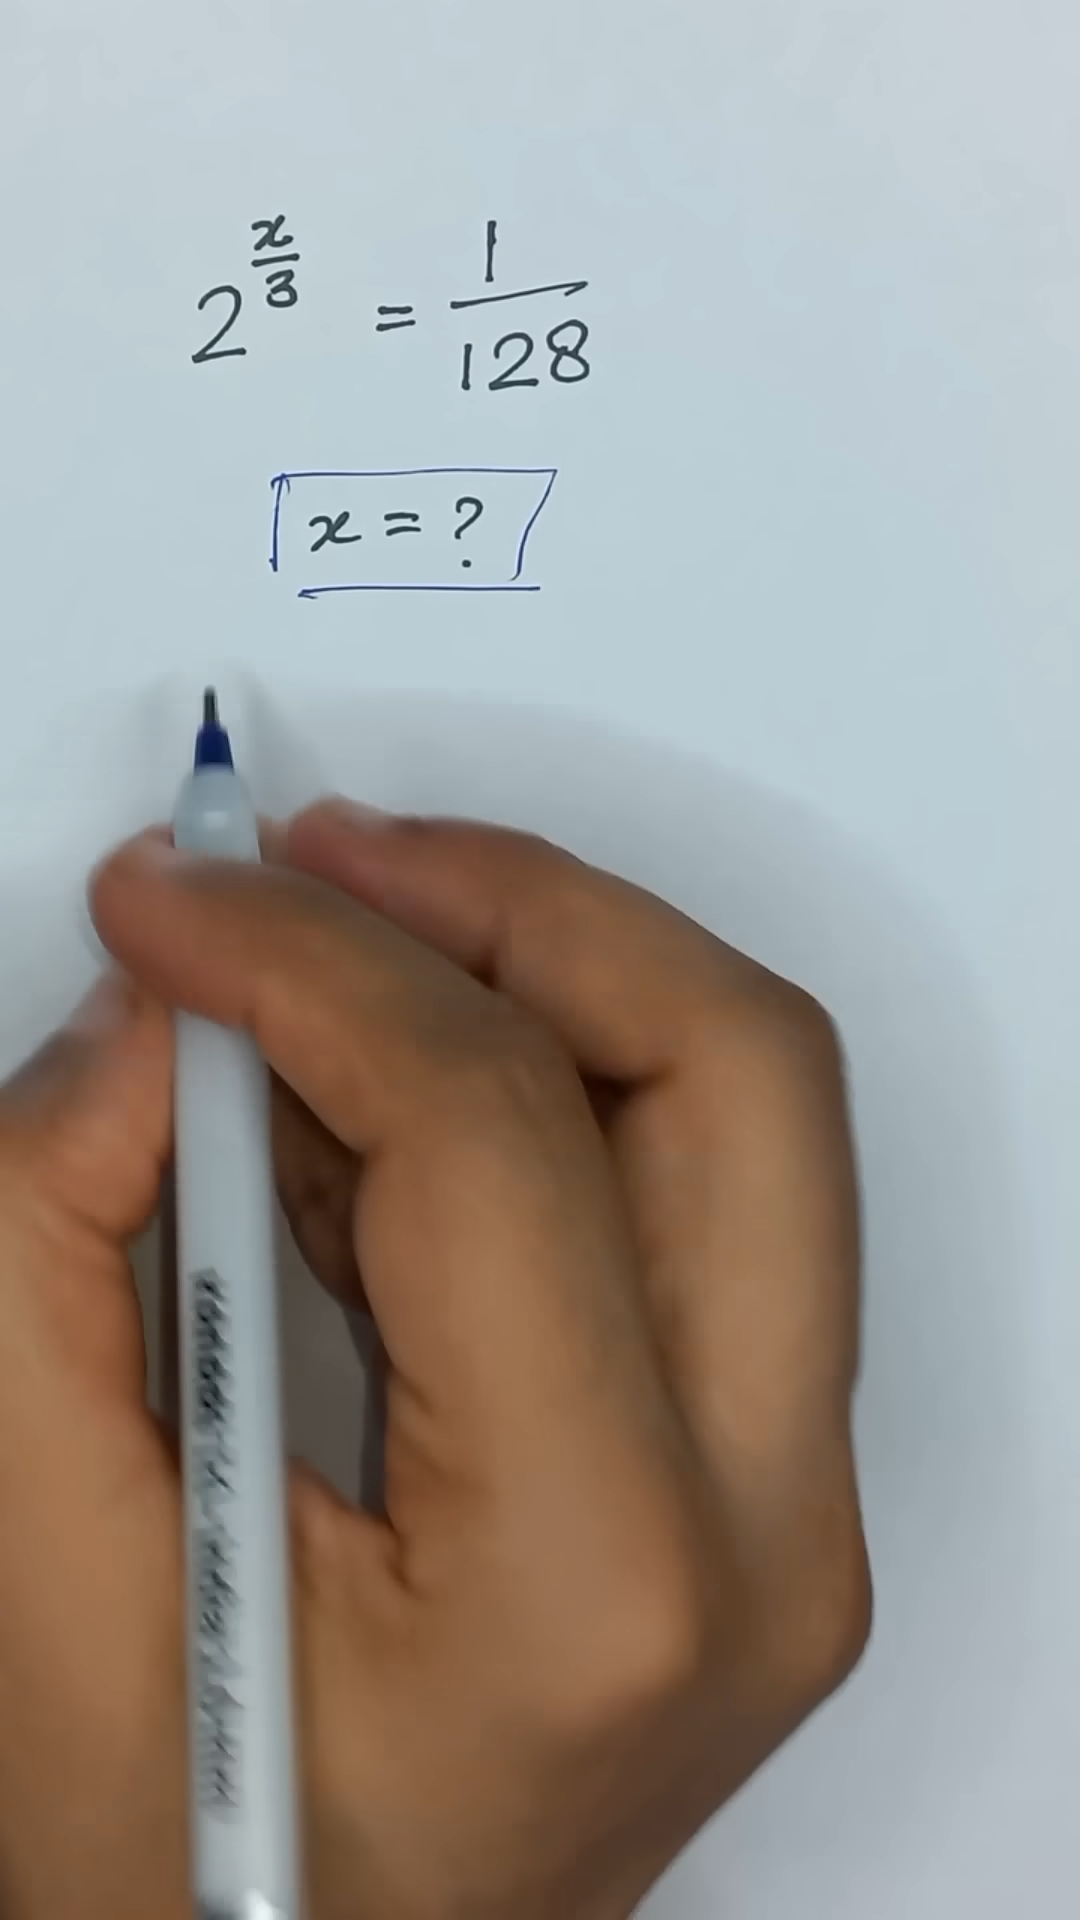 2^{x/3} = 1/128
x = ?